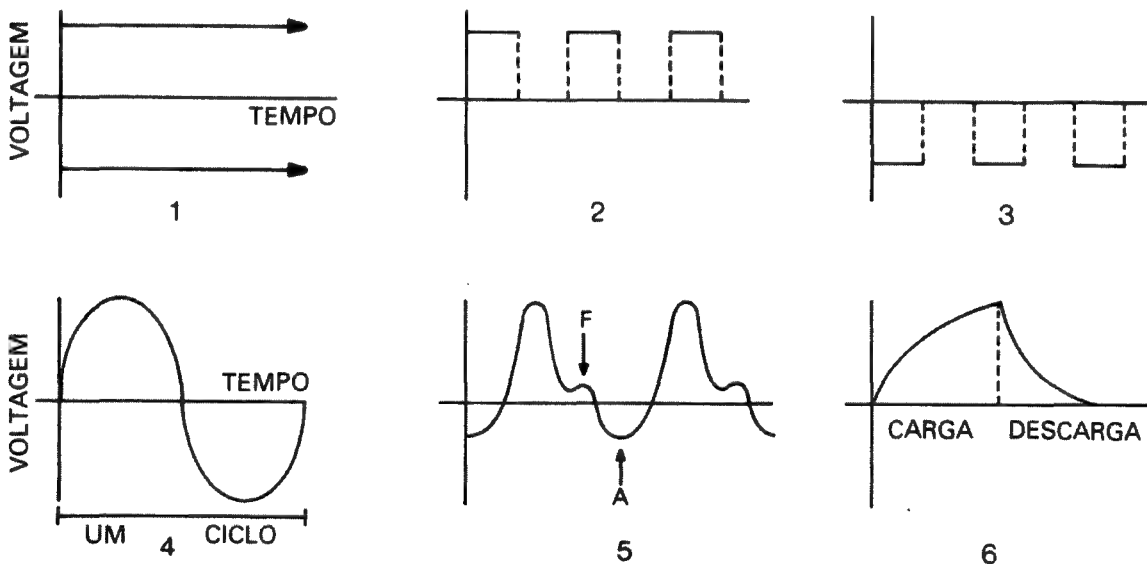 VOLTAGEM
TEMPO
1
2
3
VOLTAGEM
TEMPO
UM CICLO
4
F
A
5
CARGA DESCARGA
6